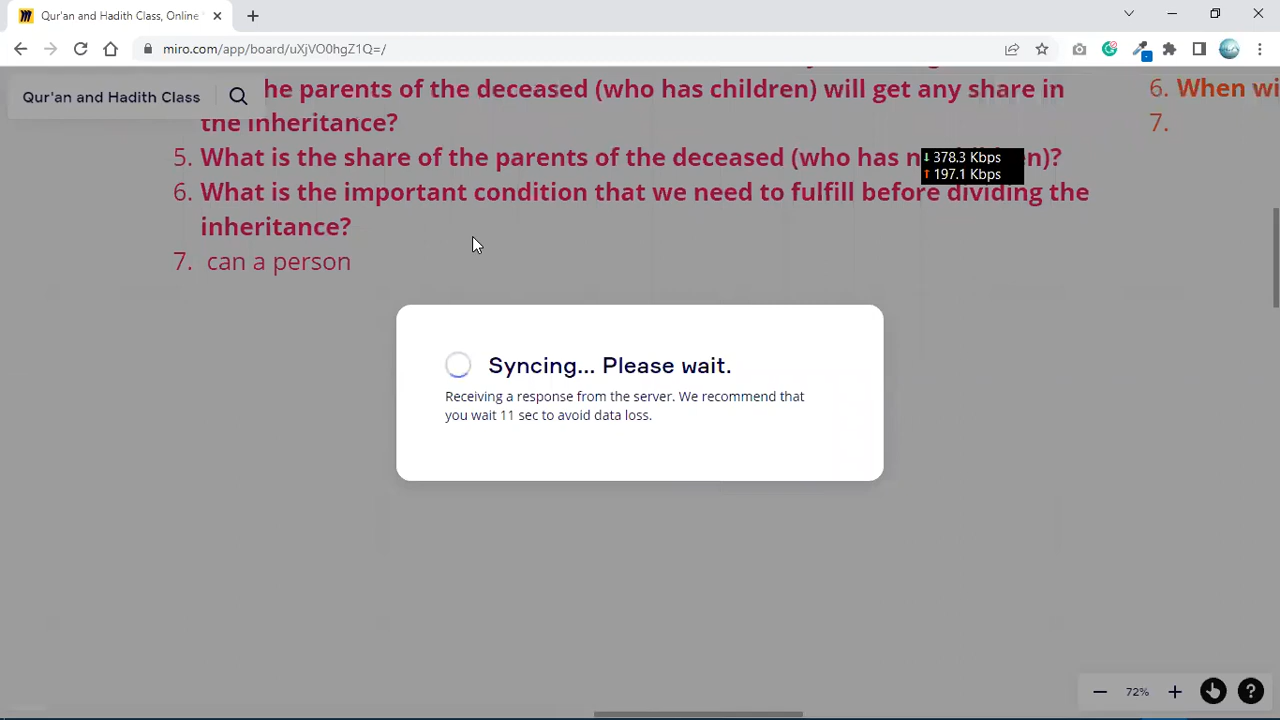 Qur'an and Hadith Class, Online
miro.com/app/board/uXjVO0hgZ1Q=/
Qur'an and Hadith Class
he parents of the deceased (who has children) will get any share in
the inheritance?
5. What is the share of the parents of the deceased (who has n
n)?
378.3 Kbps
197.1 Kbps
6. What is the important condition that we need to fulfill before dividing the
inheritance?
7. can a person
6. When wi
7.
Syncing... Please wait.
Receiving a response from the server. We recommend that
you wait 11 sec to avoid data loss.
72%